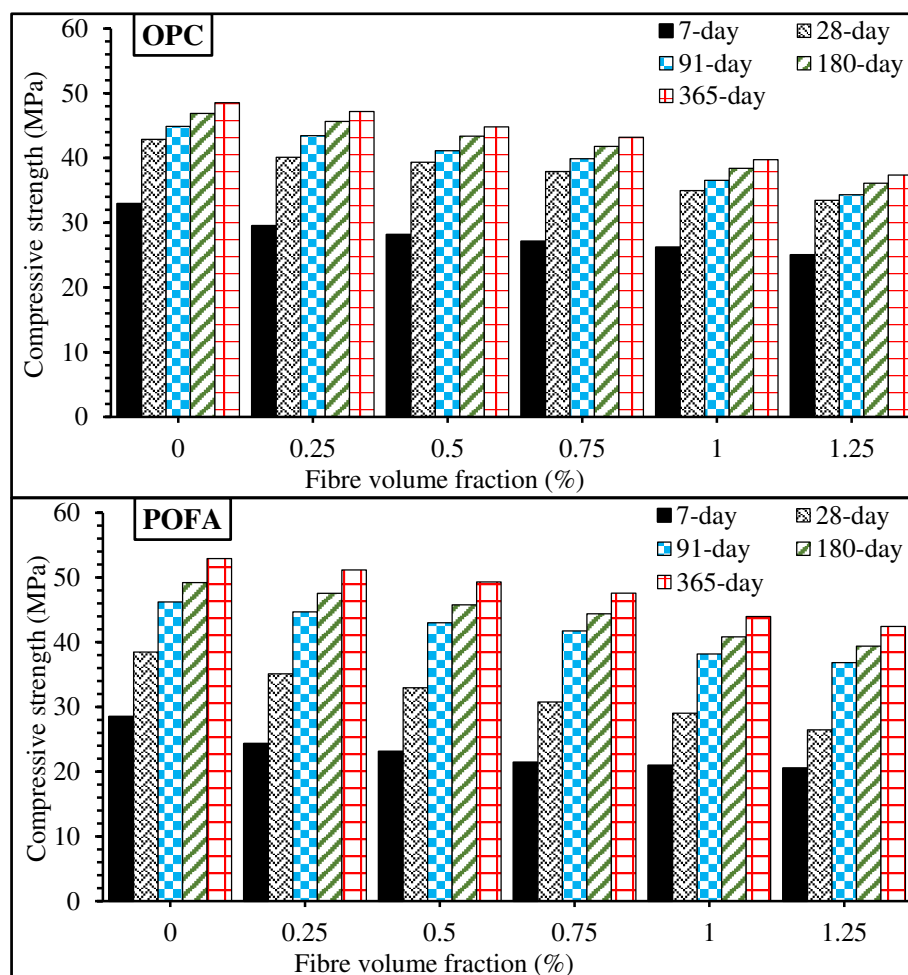 OPC
7-day 28-day
91-day 180-day
365-day
Compressive strength (MPa)
60
50
40
30
20
10
0
0 0.25 0.5 0.75 1 1.25
Fibre volume fraction (%)
POFA
7-day 28-day
91-day 180-day
365-day
Compressive strength (MPa)
60
50
40
30
20
10
0
0 0.25 0.5 0.75 1 1.25
Fibre volume fraction (%)